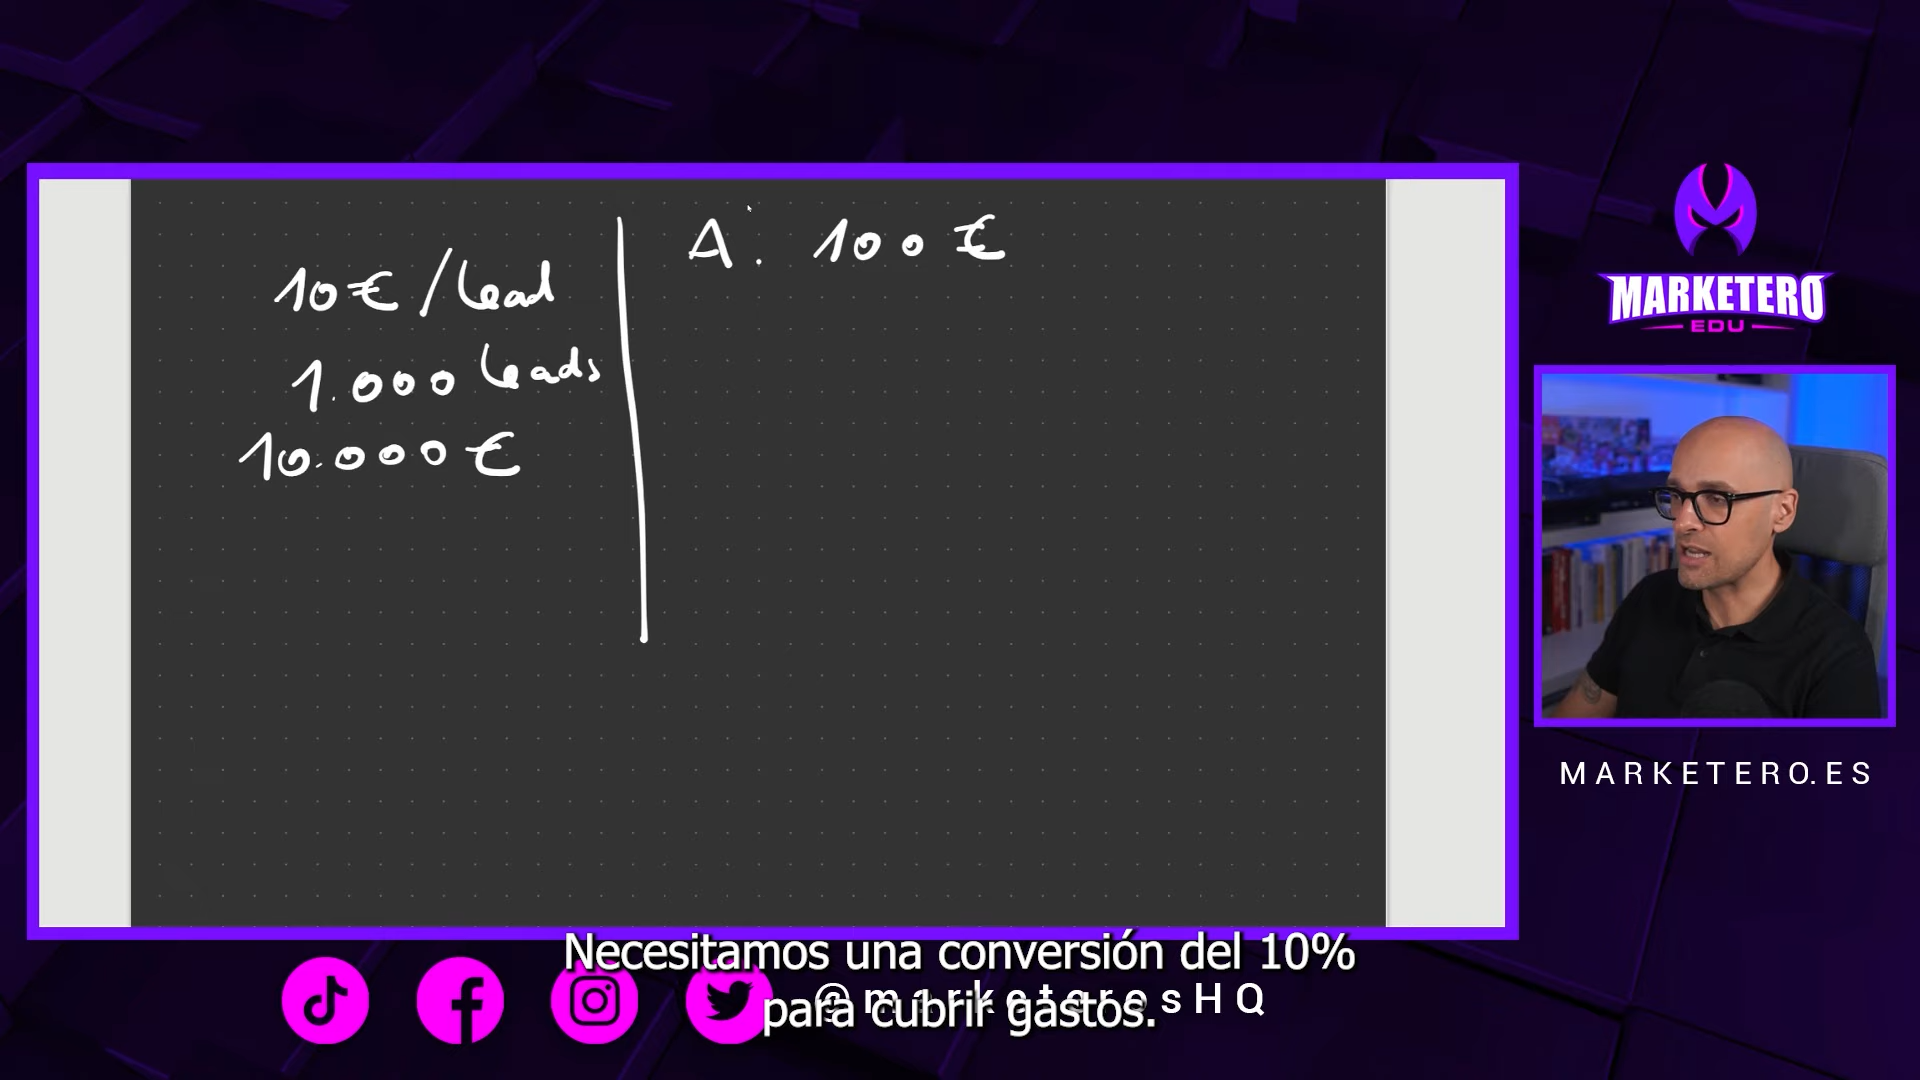 10€/lead
1.000 leads
10.000 €
A: 100 €
MARKETERO
EDU
MARKETERO.ES
Necesitamos una conversión del 10%
para cubrir gastos.
@marketerosHQ